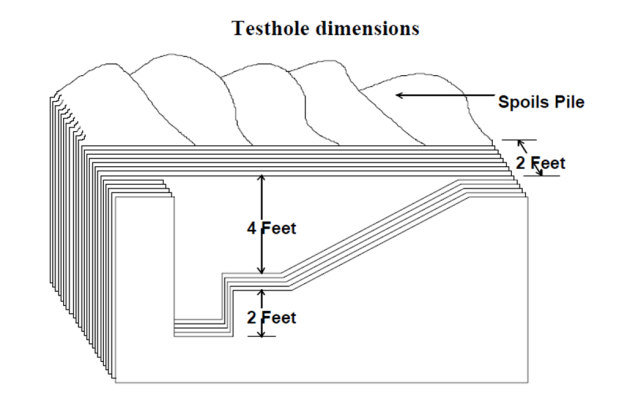 Testhole dimensions
Spoils Pile
2 Feet
4 Feet
2 Feet